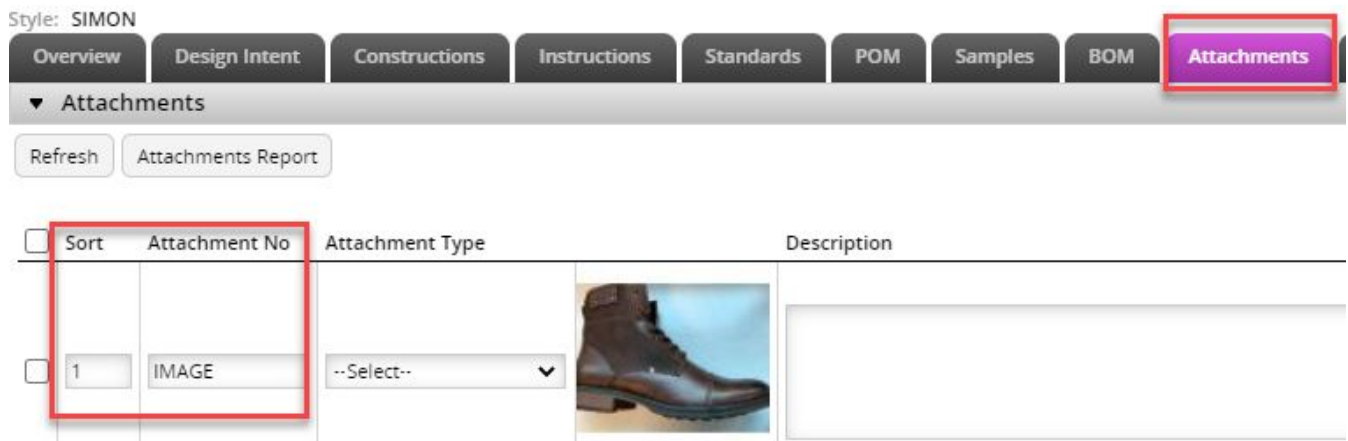 Style: SIMON
Overview Design Intent Constructions Instructions Standards POM Samples BOM Attachments
Attachments
Refresh Attachments Report
Sort Attachment No Attachment Type Description
1 IMAGE --Select--